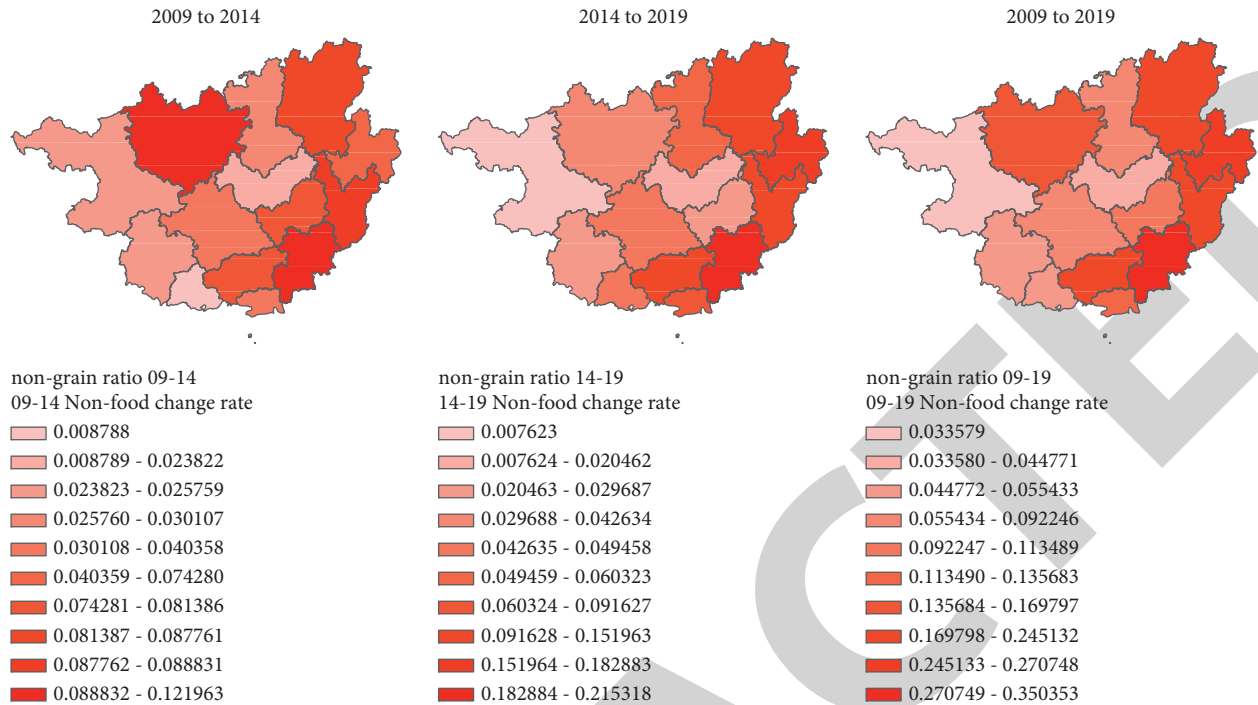 2009 to 2014
2014 to 2019
2009 to 2019
non-grain ratio 09-14
09-14 Non-food change rate
0.008788
0.008789 - 0.023822
0.023823 - 0.025759
0.025760 - 0.030107
0.030108 - 0.040358
0.040359 - 0.074280
0.074281 - 0.081386
0.081387 - 0.087761
0.087762 - 0.088831
0.088832 - 0.121963
non-grain ratio 14-19
14-19 Non-food change rate
0.007623
0.007624 - 0.020462
0.020463 - 0.029687
0.029688 - 0.042634
0.042635 - 0.049458
0.049459 - 0.060323
0.060324 - 0.091627
0.091628 - 0.151963
0.151964 - 0.182883
0.182884 - 0.215318
non-grain ratio 09-19
09-19 Non-food change rate
0.033579
0.033580 - 0.044771
0.044772 - 0.055433
0.055434 - 0.092246
0.092247 - 0.113489
0.113490 - 0.135683
0.135684 - 0.169797
0.169798 - 0.245132
0.245133 - 0.270748
0.270749 - 0.350353